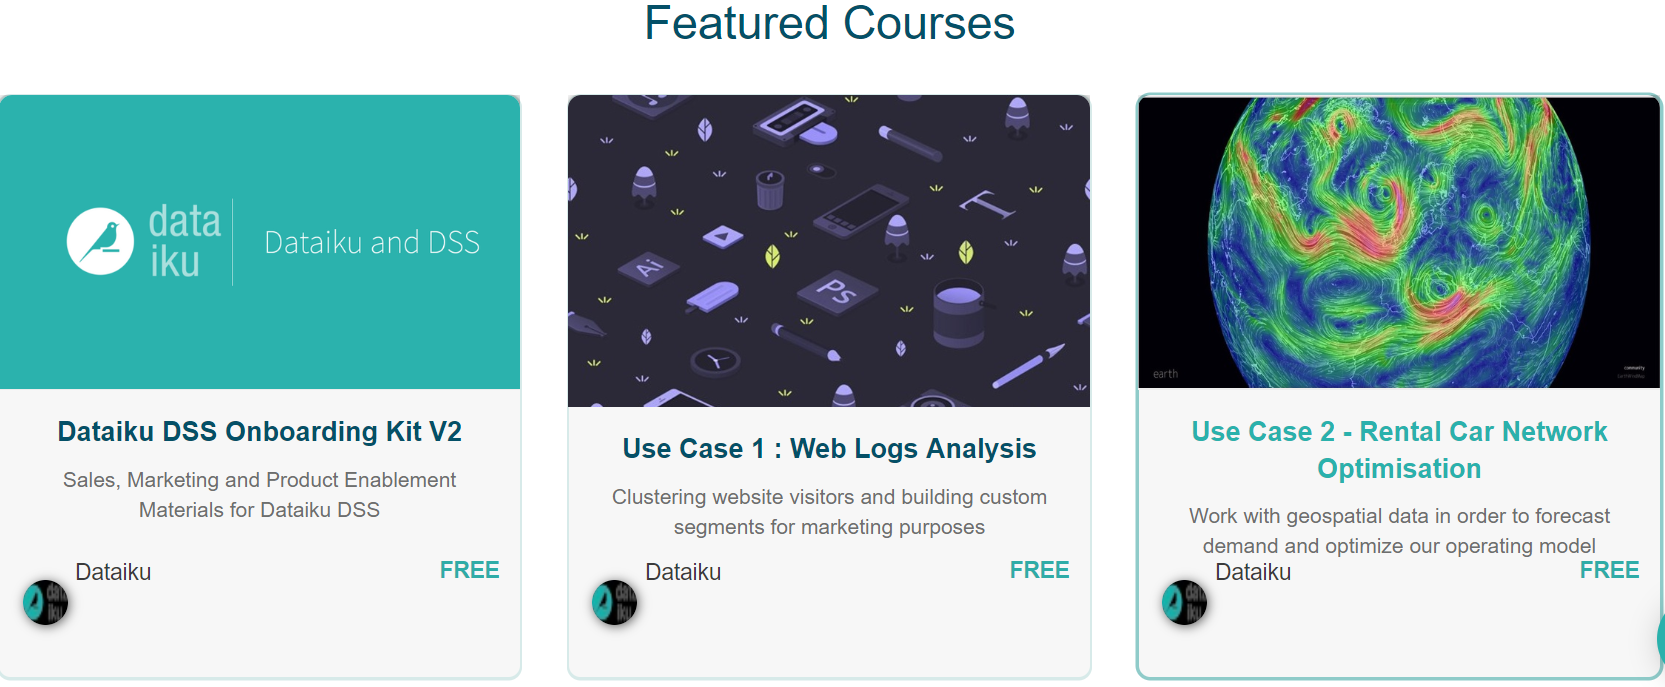 Featured Courses
data
iku
Dataiku and DSS
Dataiku DSS Onboarding Kit V2
Sales, Marketing and Product Enablement
Materials for Dataiku DSS
Dataiku
FREE
Ai
Ps
Use Case 1 : Web Logs Analysis
Clustering website visitors and building custom
segments for marketing purposes
Dataiku
FREE
earth
community
Use Case 2 - Rental Car Network
Optimisation
Work with geospatial data in order to forecast
demand and optimize our operating model
Dataiku
FREE